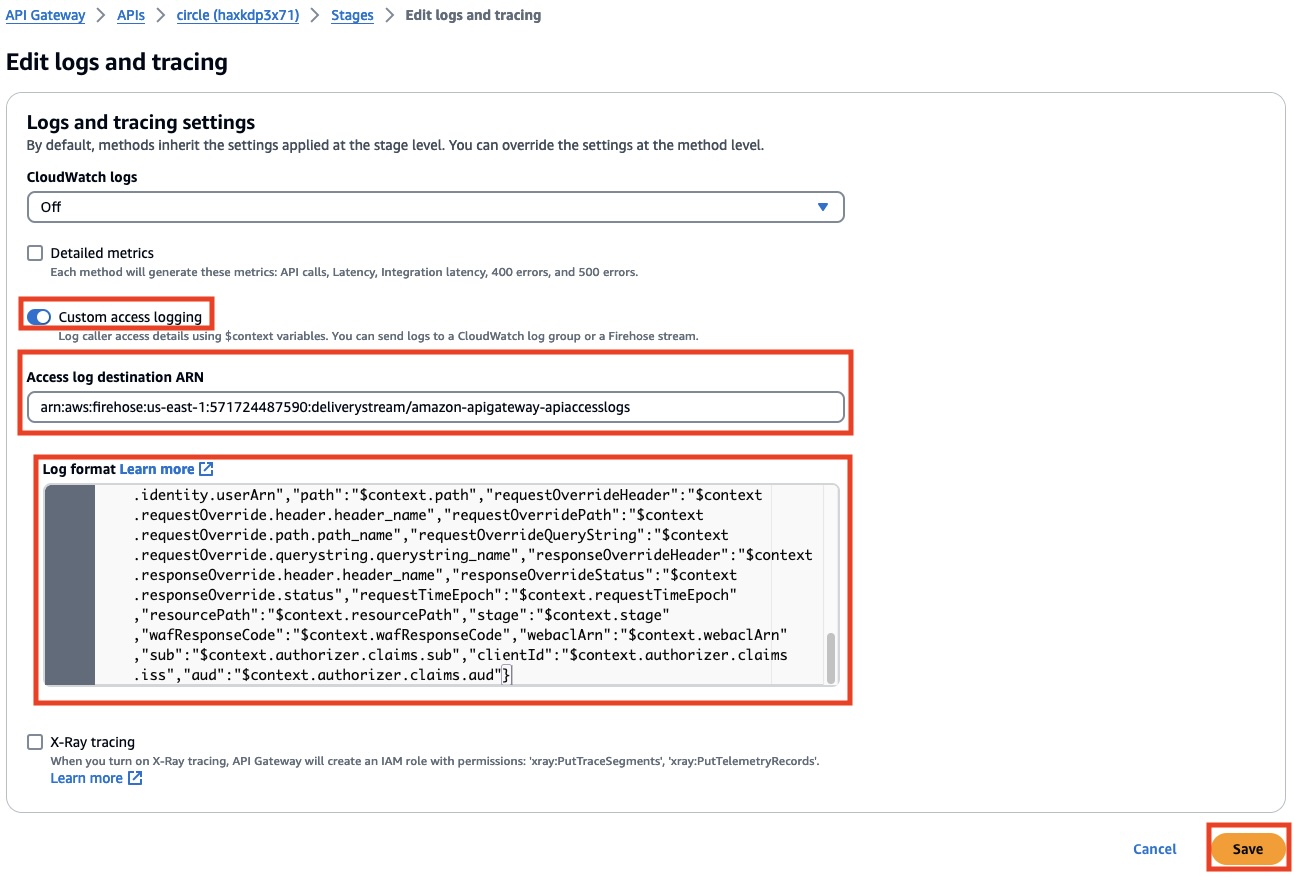 API Gateway > APIs > circle (haxkdp3x71) > Stages > Edit logs and tracing
Edit logs and tracing
Logs and tracing settings
By default, methods inherit the settings applied at the stage level. You can override the settings at the method level.
CloudWatch logs
Off
Detailed metrics
Each method will generate these metrics: API calls, Latency, Integration latency, 400 errors, and 500 errors.
Custom access logging
Log caller access details using $context variables. You can send logs to a CloudWatch log group or a Firehose stream.
Access log destination ARN
arn:aws:firehose:us-east-1:571724487590:deliverystream/amazon-apigateway-apiaccesslogs
Log format Learn more
.identity.userArn","path":"$context.path","requestOverrideHeader":"$context
.requestOverride.header.header_name","requestOverridePath":"$context
.requestOverride.path.path_name","requestOverrideQueryString":"$context
.requestOverride.querystring.querystring_name","responseOverrideHeader":"$context
.responseOverride.header.header_name","responseOverrideStatus":"$context
.responseOverride.status","requestTimeEpoch":"$context.requestTimeEpoch"
,"resourcePath":"$context.resourcePath","stage":"$context.stage"
,"wafResponseCode":"$context.wafResponseCode","webaclArn":"$context.webaclArn"
,"sub":"$context.authorizer.claims.sub","clientId":"$context.authorizer.claims
.iss","aud":"$context.authorizer.claims.aud"}
X-Ray tracing
When you turn on X-Ray tracing, API Gateway will create an IAM role with permissions: 'xray:PutTraceSegments', 'xray:PutTelemetryRecords'.
Learn more
Cancel
Save